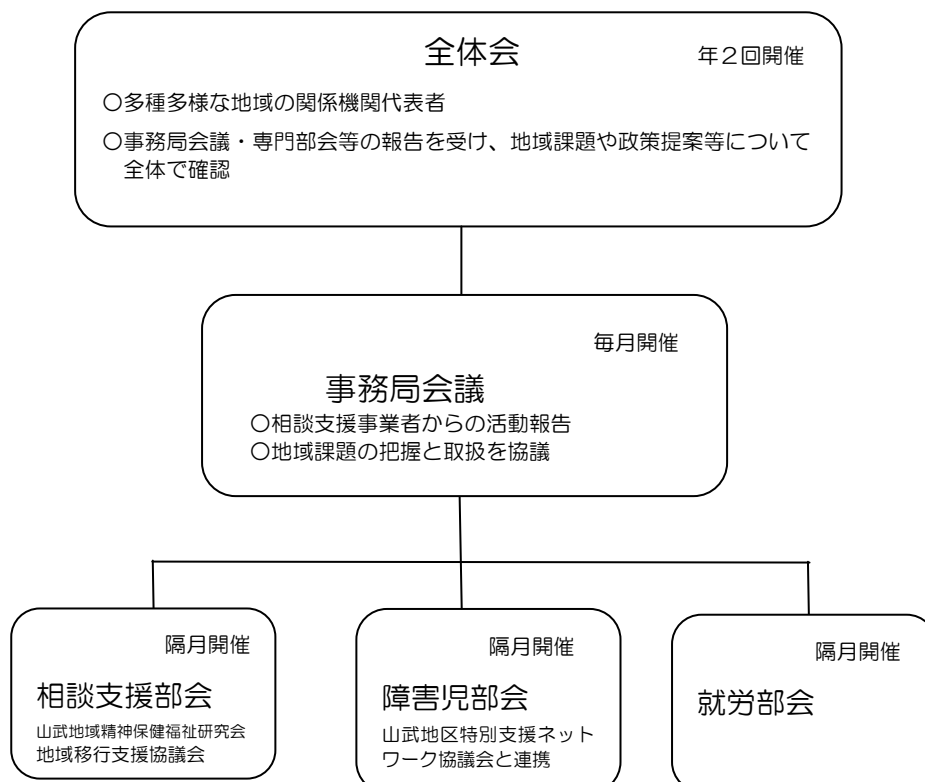 全体会
年２回開催
〇多種多様な地域の関係機関代表者
〇事務局会議・専門部会等の報告を受け、地域課題や政策提案等について
全体で確認
毎月開催
事務局会議
〇相談支援事業者からの活動報告
〇地域課題の把握と取扱を協議
隔月開催
相談支援部会
山武地域精神保健福祉研究会
地域移行支援協議会
隔月開催
障害児部会
山武地区特別支援ネット
ワーク協議会と連携
隔月開催
就労部会